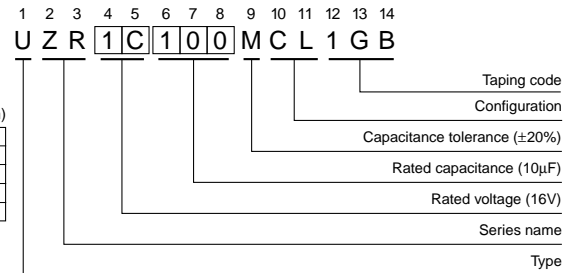 1 2 3 4 5 6 7 8 9 10 11 12 13 14
U Z R 1 C 1 0 0 M C L 1 G B
Taping code
)
Configuration
Capacitance tolerance (±20%)
Rated capacitance (10µF)
Rated voltage (16V)
Series name
Type